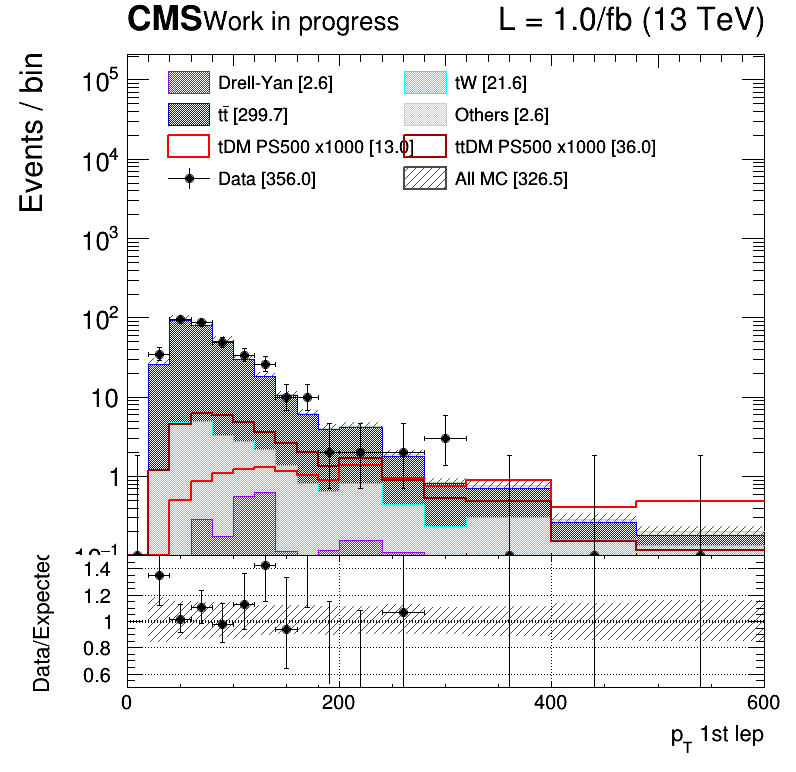 CMS Work in progress L = 1.0/fb (13 TeV)
Events / bin
10^5
10^4
10^3
10^2
10
1
10^-1
Drell-Yan [2.6] tW [21.6]
tt̄ [299.7] Others [2.6]
tDM PS500 x1000 [13.0] ttDM PS500 x1000 [36.0]
Data [356.0] All MC [326.5]
Data/Expected
1.4
1.2
1
0.8
0.6
0 200 400 600
p_T 1st lep